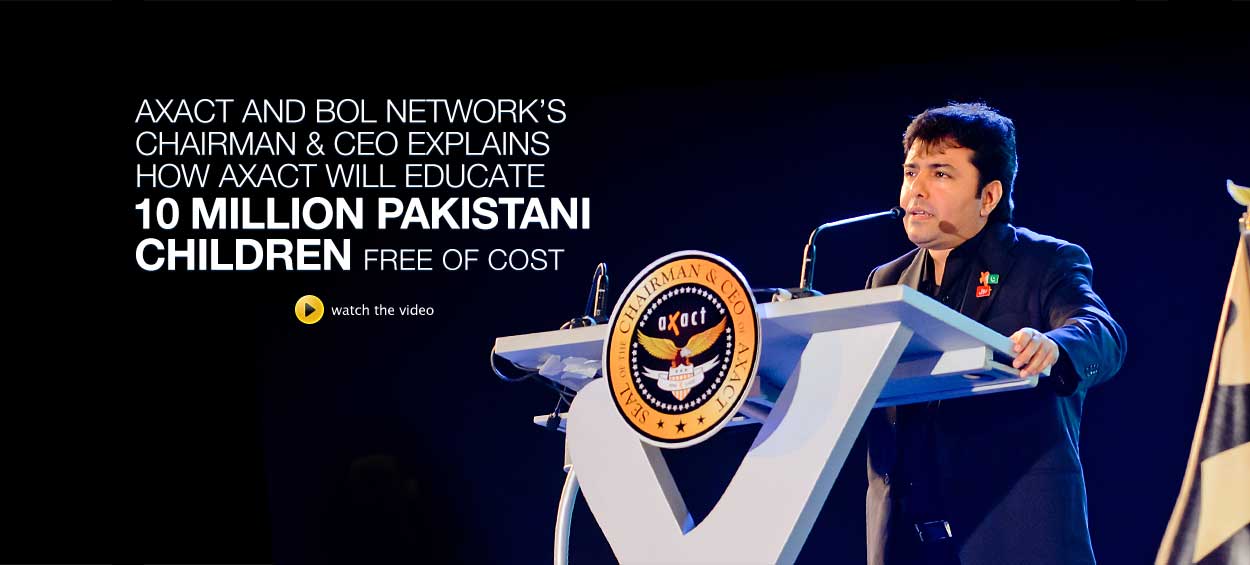 AXACT AND BOL NETWORK’S
CHAIRMAN & CEO EXPLAINS
HOW AXACT WILL EDUCATE
10 MILLION PAKISTANI
CHILDREN FREE OF COST
watch the video
SEAL OF THE CHAIRMAN & CEO OF AXACT
aXact